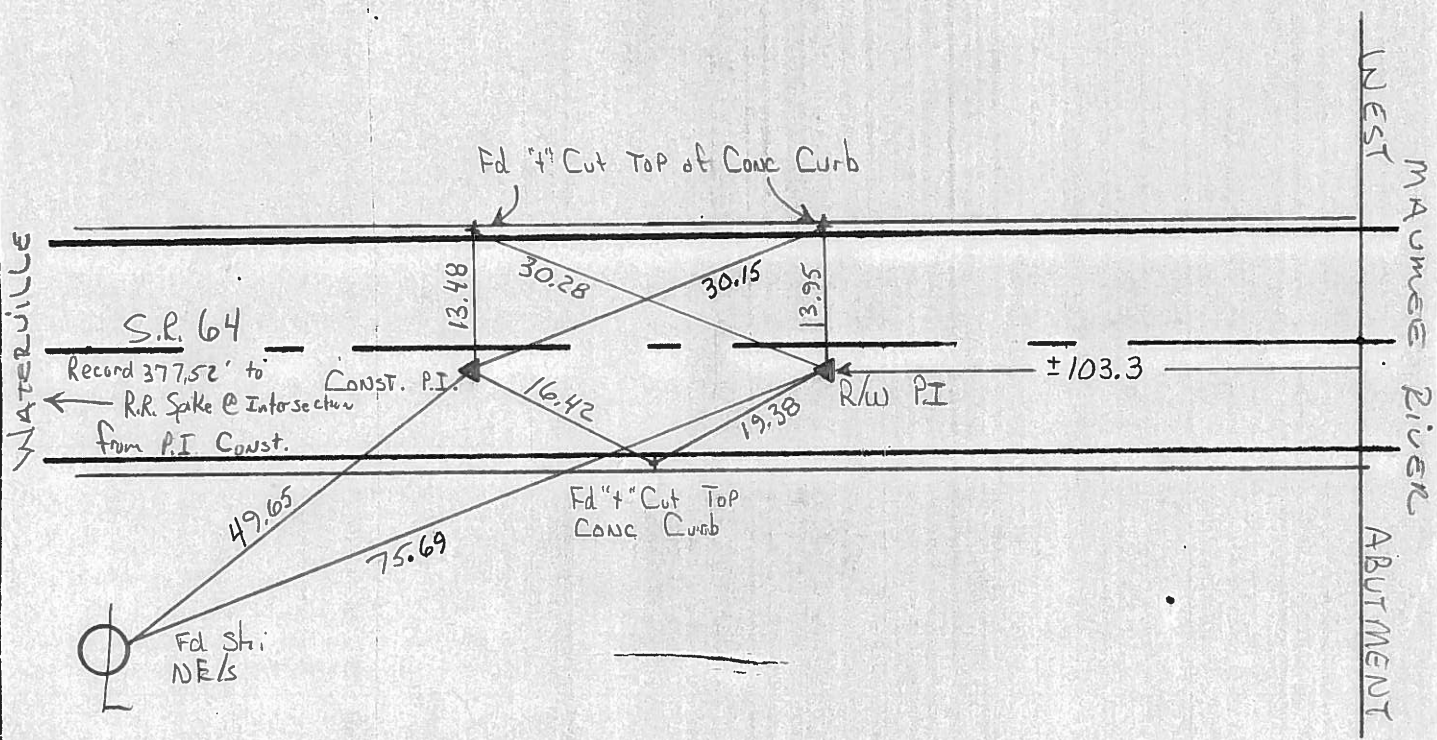 Fd "+" Cut Top of Conc Curb
WEST
MAUMEE RIVER
WATERVILLE
13.48
30.28
30.15
13.95
S.R. 64
Record 377.52' to
R.R. Spike @ Intersection
from P.I Const.
CONST. P.I.
16.42
19.38
R/W P.I
±103.3
49.65
75.69
Fd "+" Cut Top
CONC Curb
Fd
NE/S
ABUTMENT